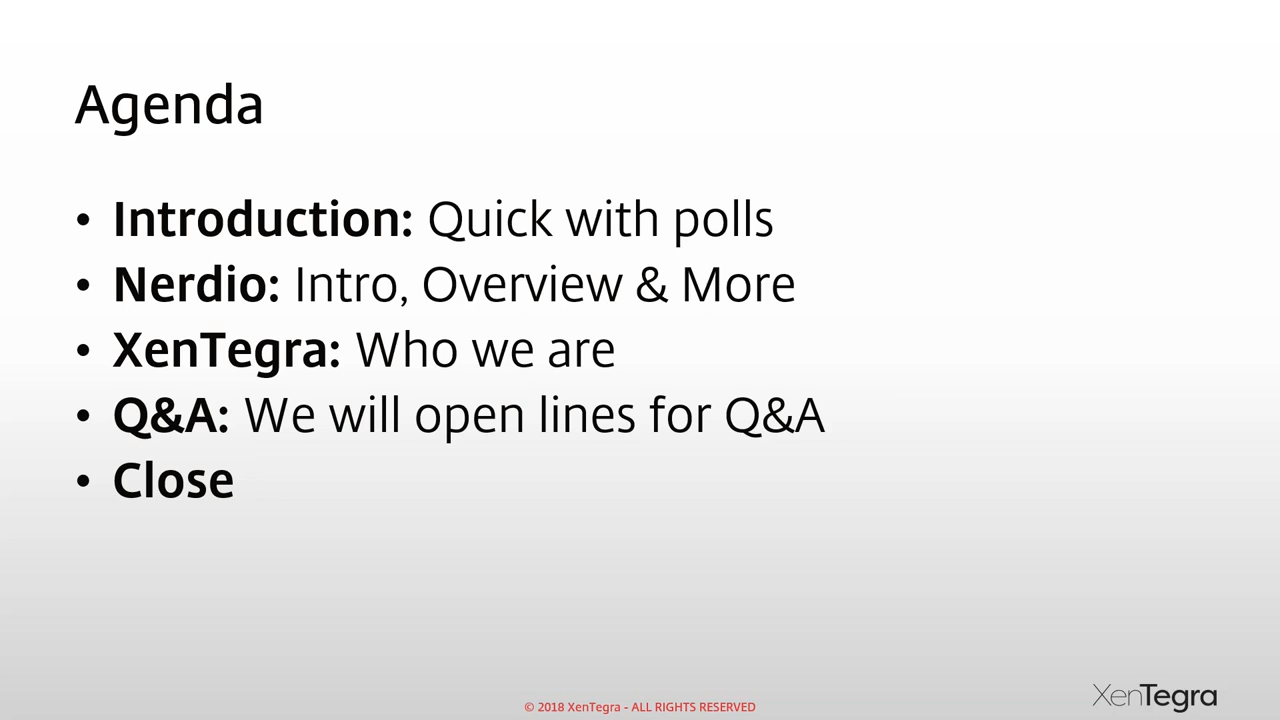 Agenda
• Introduction: Quick with polls
• Nerdio: Intro, Overview & More
• XenTegra: Who we are
• Q&A: We will open lines for Q&A
• Close
© 2018 XenTegra - ALL RIGHTS RESERVED
XenTegra